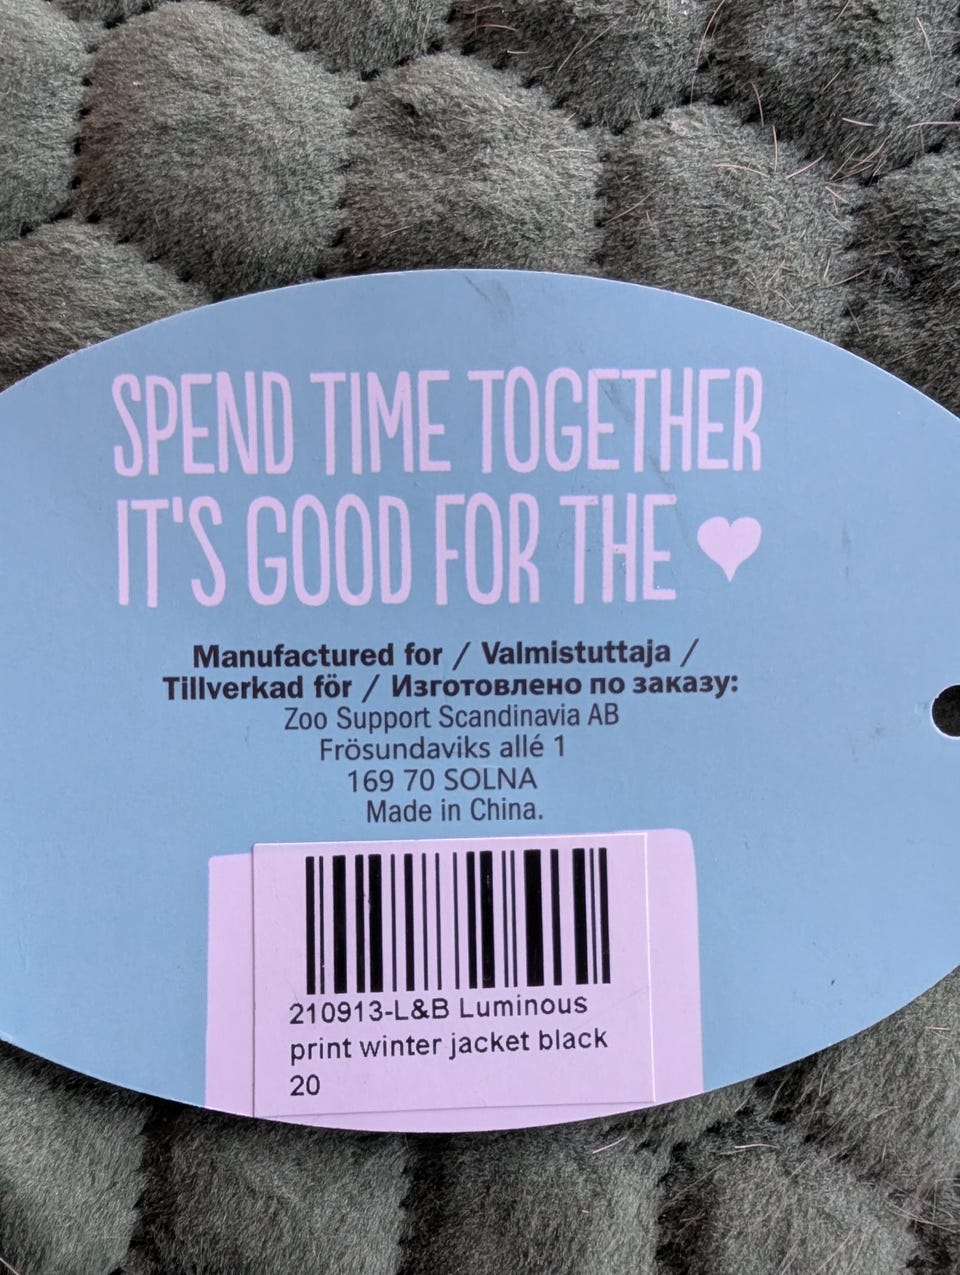 SPEND TIME TOGETHER
IT'S GOOD FOR THE
Manufactured for / Valmistuttaja /
Tillverkad för / Изготовлено по заказу:
Zoo Support Scandinavia AB
Frösundaviks allé 1
169 70 SOLNA
Made in China.
210913-L&B Luminous
print winter jacket black
20